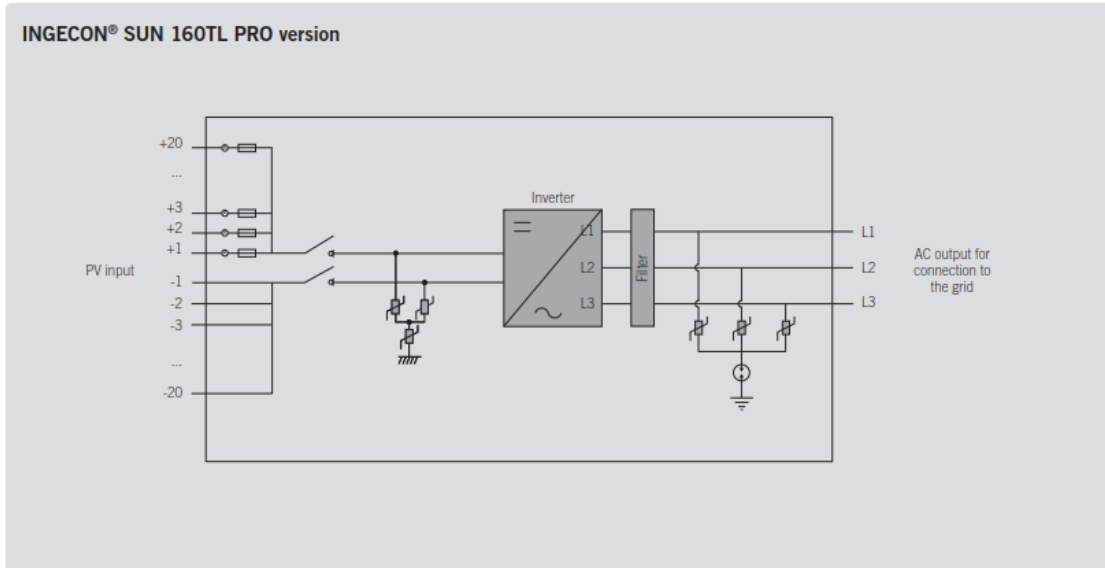 INGECON® SUN 160TL PRO version
+20
...
+3
+2
+1
PV input
-1
-2
-3
...
-20
Inverter
L1
L2
L3
Filter
L1
L2
L3
AC output for
connection to
the grid